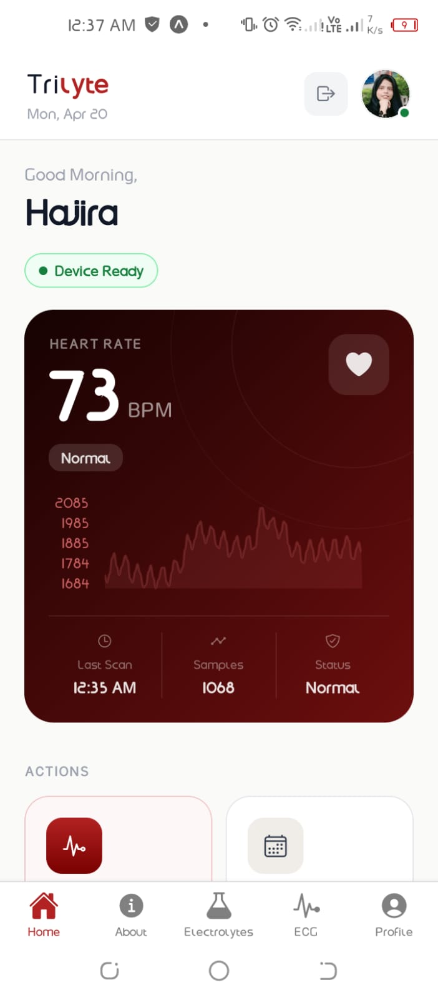 12:37 AM
Vo LTE 7 K/s 9
Trilyte
Mon, Apr 20
Good Morning,
Hajira
Device Ready
HEART RATE
73 BPM
Normal
2085
1985
1885
1784
1684
Last Scan Samples Status
12:35 AM 1068 Normal
ACTIONS
Home About Electrolytes ECG Profile